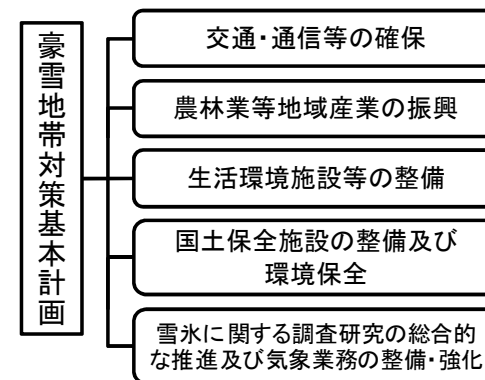 豪雪地帯対策基本計画
交通・通信等の確保
農林業等地域産業の振興
生活環境施設等の整備
国土保全施設の整備及び
環境保全
雪氷に関する調査研究の総合的
な推進及び気象業務の整備・強化